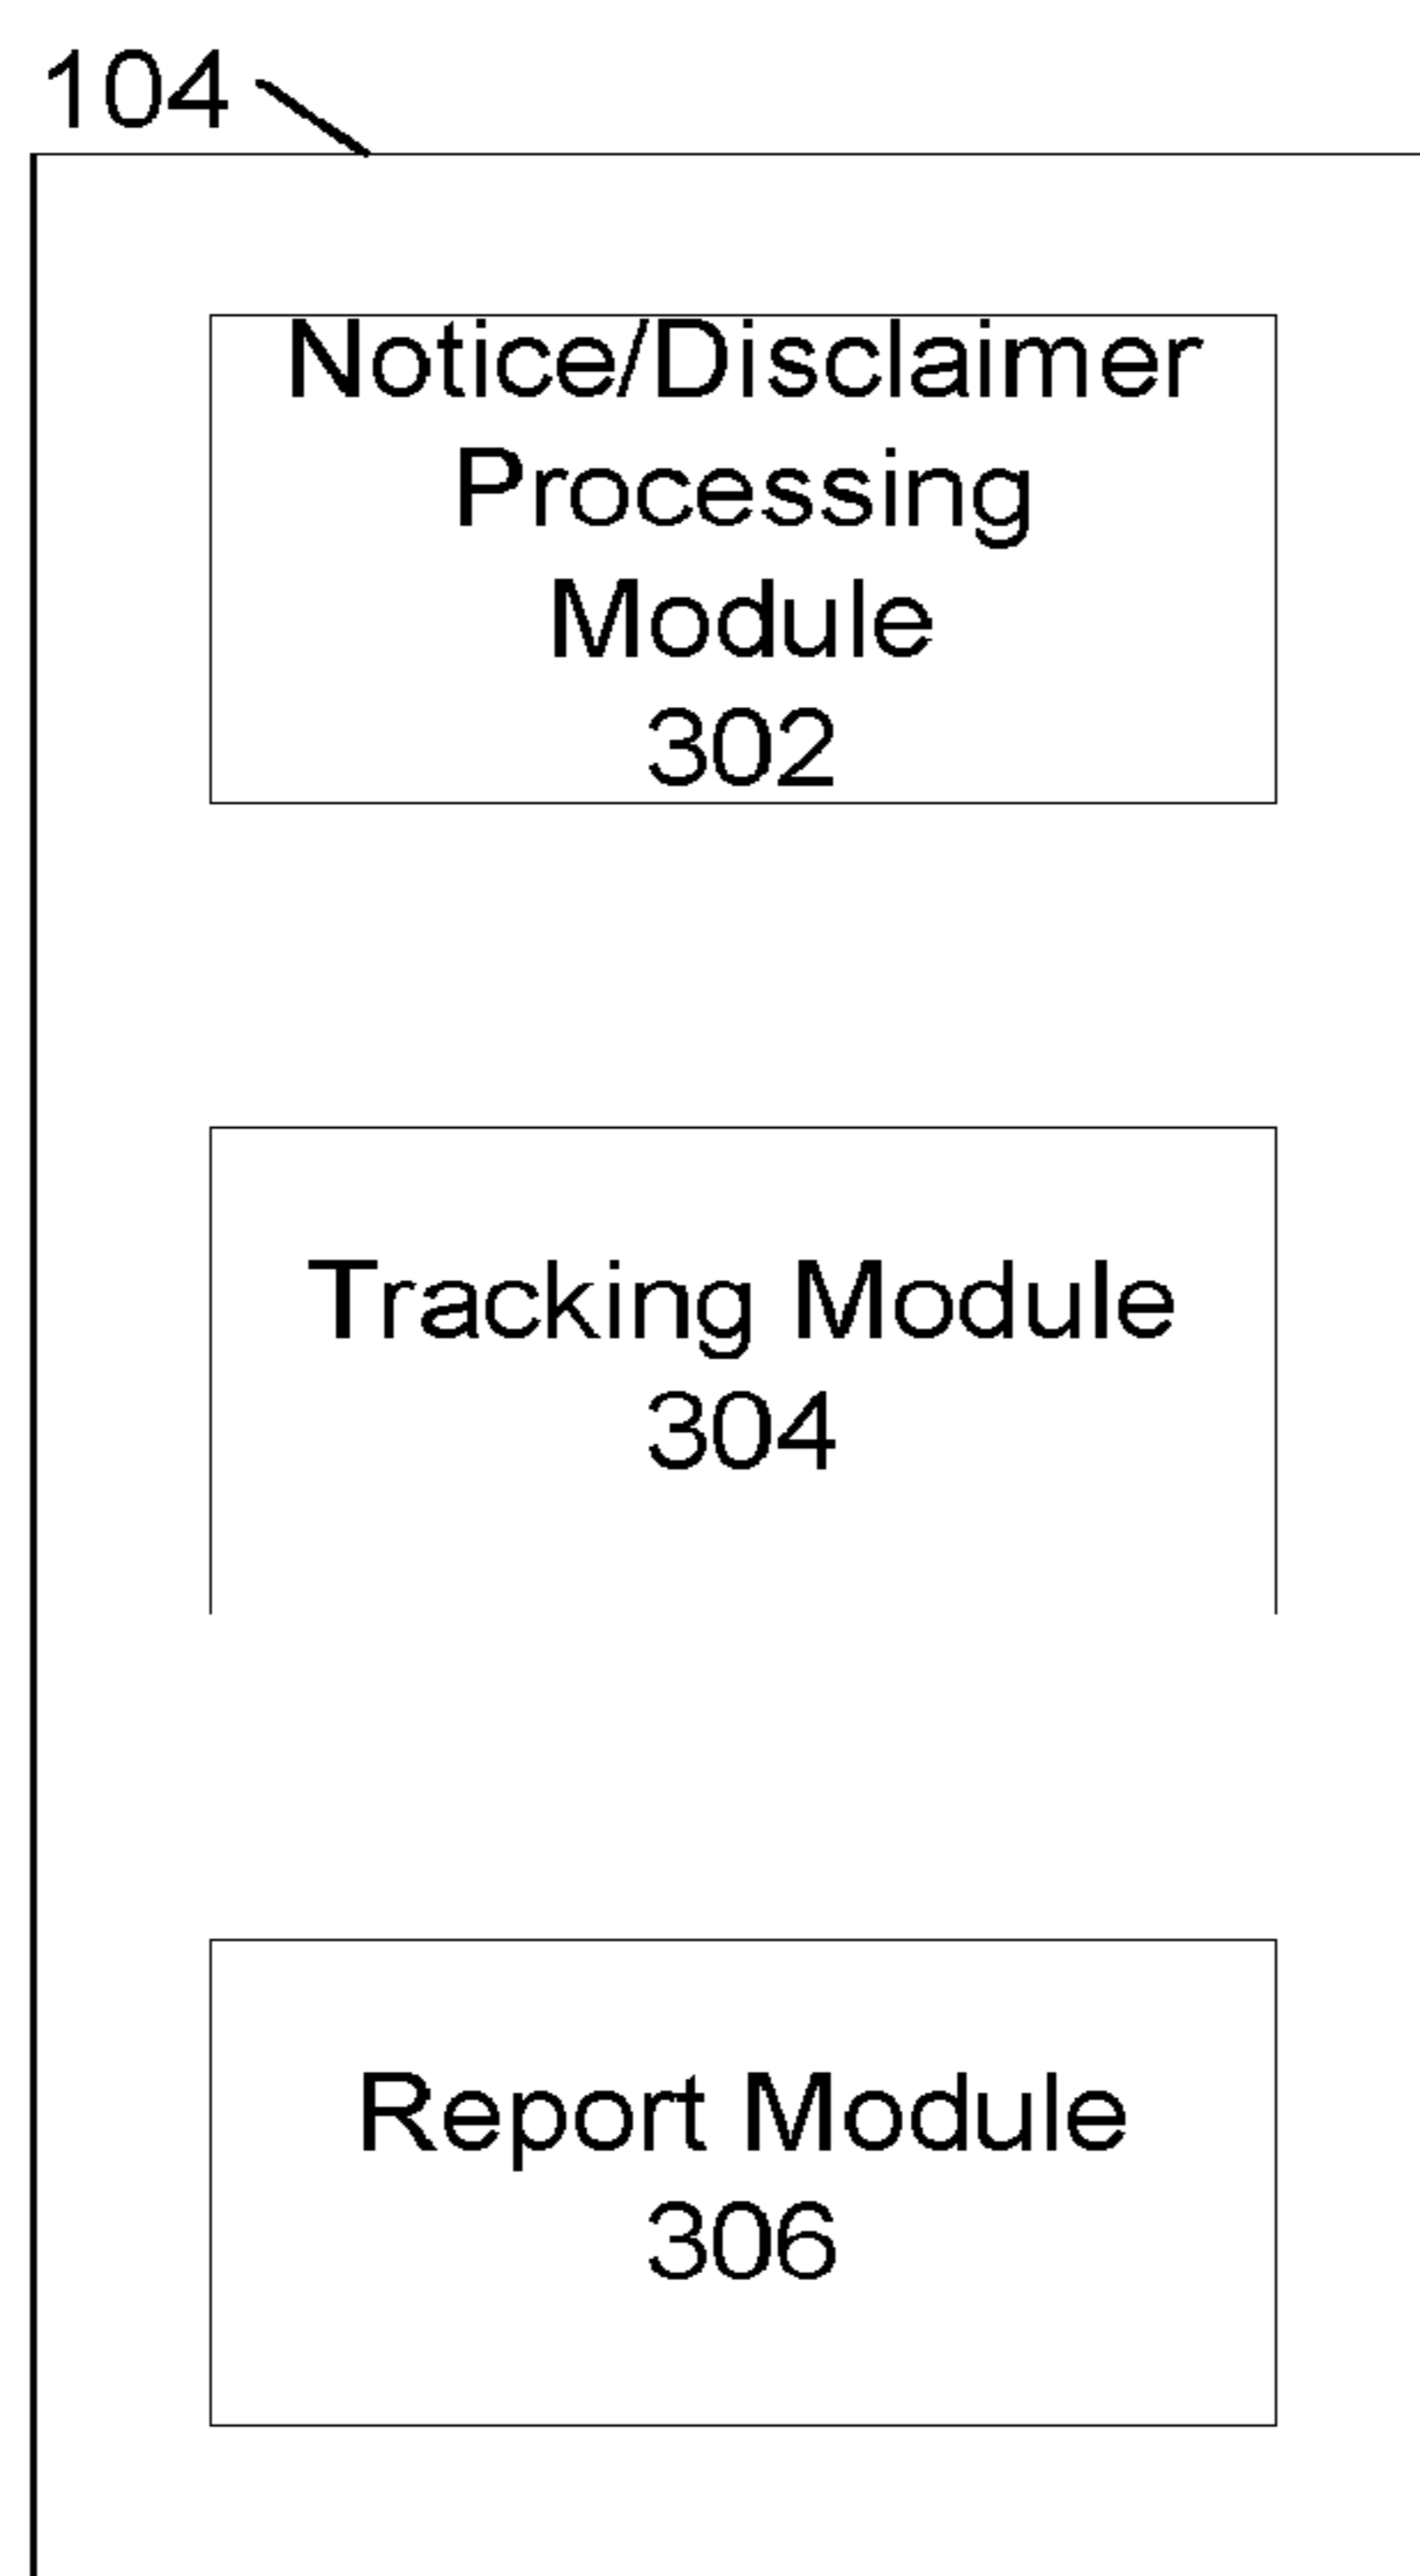 104
Notice/Disclaimer
Processing
Module
302
Tracking Module
304
Report Module
306